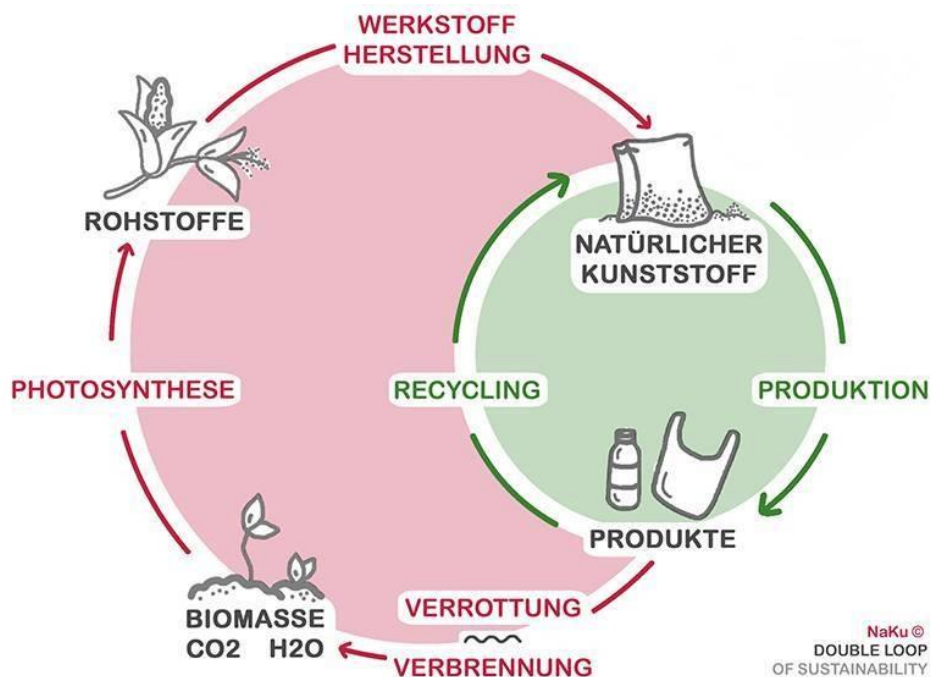 WERKSTOFF
HERSTELLUNG
ROHSTOFFE
NATÜRLICHER
KUNSTSTOFF
PHOTOSYNTHESE
RECYCLING
PRODUKTION
PRODUKTE
VERROTTUNG
VERBRENNUNG
BIOMASSE
CO2 H2O
NaKu ©
DOUBLE LOOP
OF SUSTAINABILITY